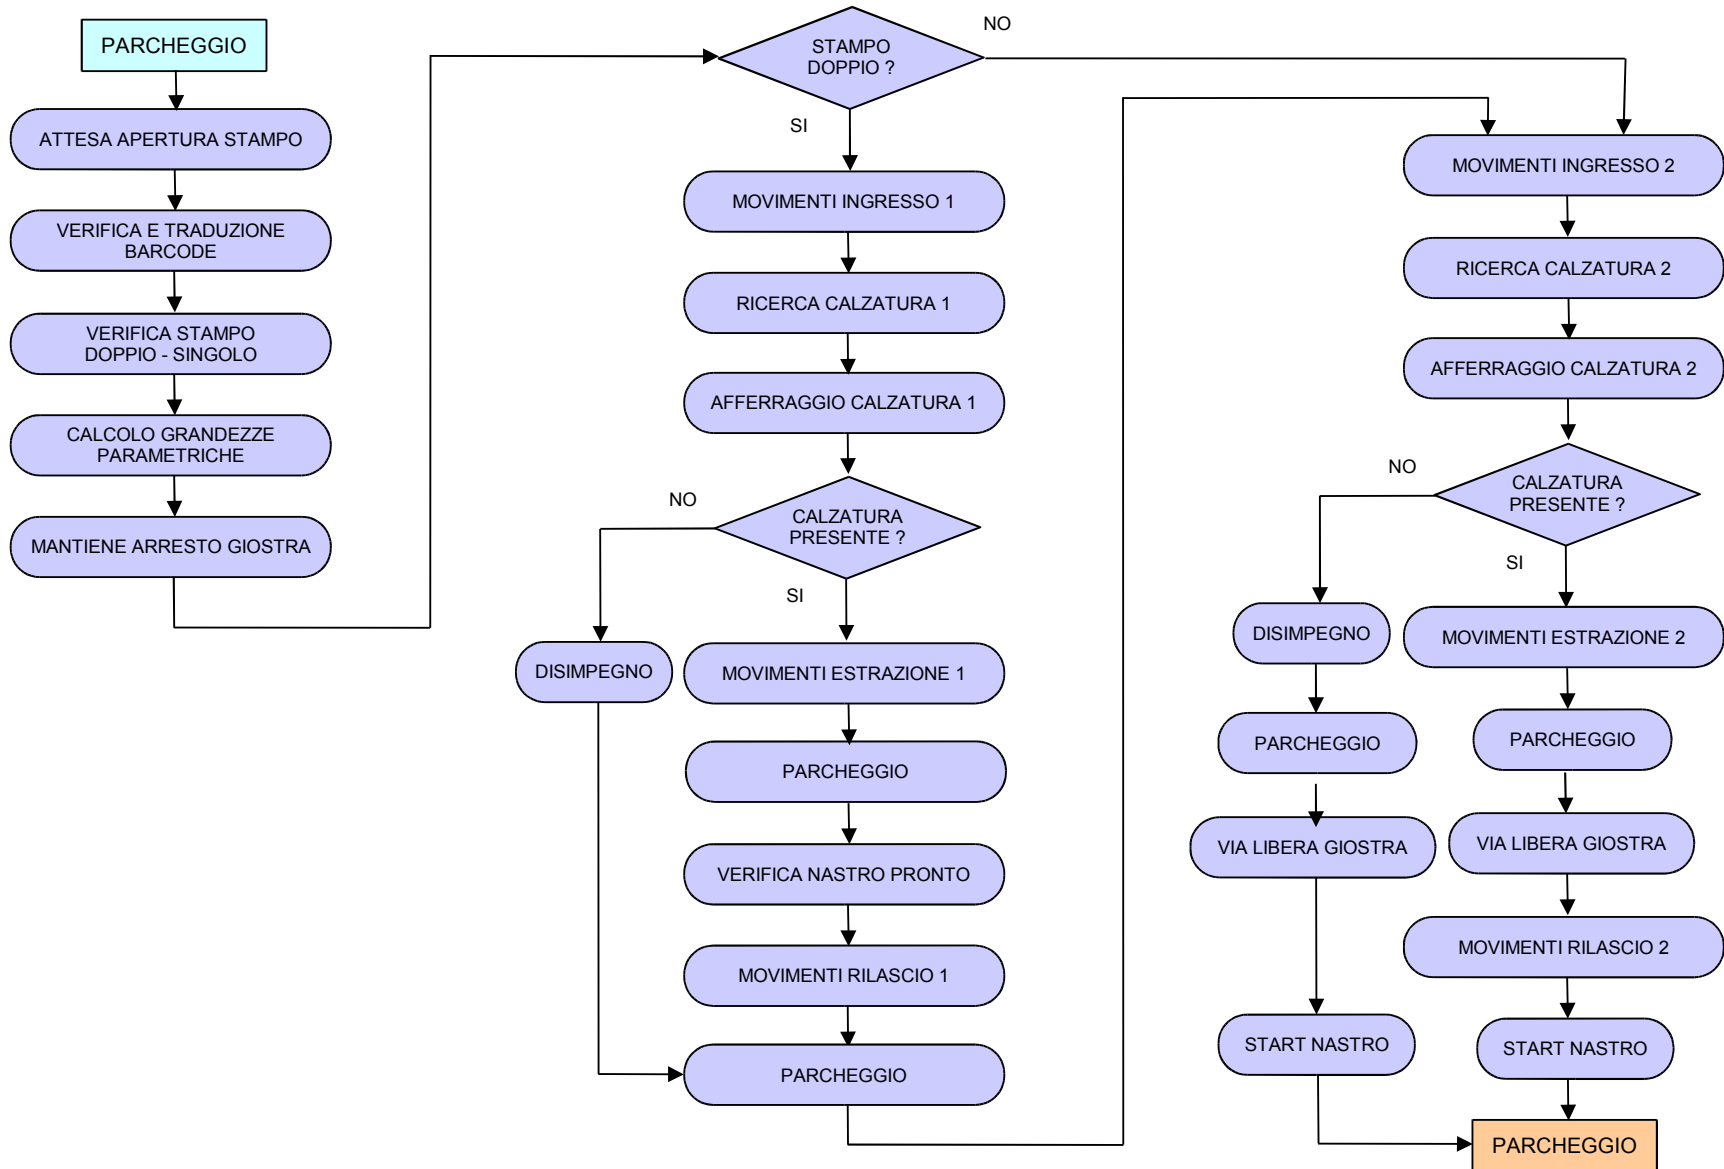 PARCHEGGIO
ATTESA APERTURA STAMPO
VERIFICA E TRADUZIONE
BARCODE
VERIFICA STAMPO
DOPPIO - SINGOLO
CALCOLO GRANDEZZE
PARAMETRICHE
MANTIENE ARRESTO GIOSTRA
STAMPO
DOPPIO ?
NO
SI
MOVIMENTI INGRESSO 1
RICERCA CALZATURA 1
AFFERRAGGIO CALZATURA 1
CALZATURA
PRESENTE ?
NO
SI
DISIMPEGNO
MOVIMENTI ESTRAZIONE 1
PARCHEGGIO
VERIFICA NASTRO PRONTO
MOVIMENTI RILASCIO 1
PARCHEGGIO
MOVIMENTI INGRESSO 2
RICERCA CALZATURA 2
AFFERRAGGIO CALZATURA 2
CALZATURA
PRESENTE ?
NO
SI
DISIMPEGNO
PARCHEGGIO
VIA LIBERA GIOSTRA
START NASTRO
MOVIMENTI ESTRAZIONE 2
PARCHEGGIO
VIA LIBERA GIOSTRA
MOVIMENTI RILASCIO 2
START NASTRO
PARCHEGGIO